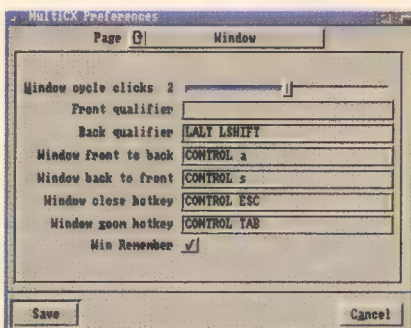 MultiCX Preferences
Page Window
Window cycle clicks 2
Front qualifier
Back qualifier LALT LSHIFT
Window front to back CONTROL a
Window back to front CONTROL s
Window close hotkey CONTROL ESC
Window zoom hotkey CONTROL TAB
Win Remember
Save Cancel